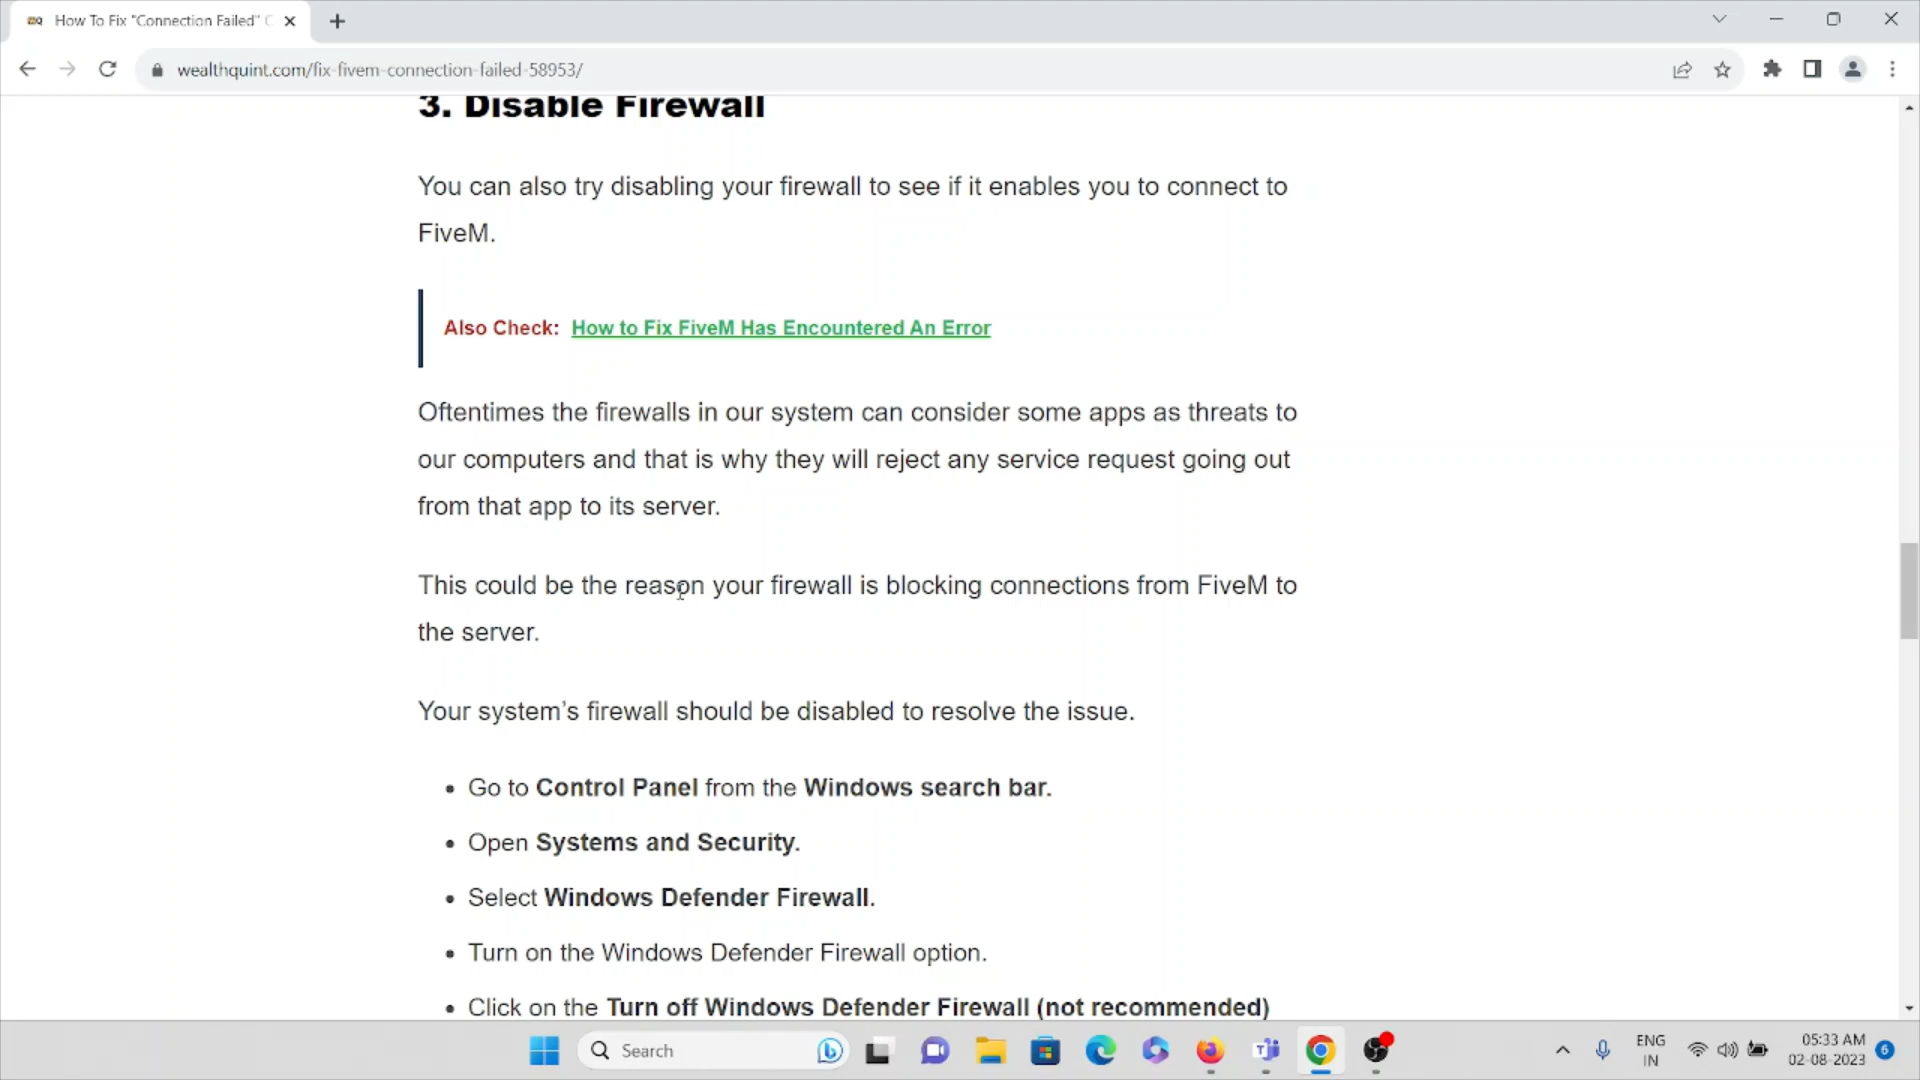 How To Fix "Connection Failed"
wealthquint.com/fix-fivem-connection-failed-58953/
3. Disable Firewall
You can also try disabling your firewall to see if it enables you to connect to
FiveM.
Also Check: How to Fix FiveM Has Encountered An Error
Oftentimes the firewalls in our system can consider some apps as threats to
our computers and that is why they will reject any service request going out
from that app to its server.
This could be the reason your firewall is blocking connections from FiveM to
the server.
Your system’s firewall should be disabled to resolve the issue.
• Go to Control Panel from the Windows search bar.
• Open Systems and Security.
• Select Windows Defender Firewall.
• Turn on the Windows Defender Firewall option.
• Click on the Turn off Windows Defender Firewall (not recommended)
Search
ENG
IN
05:33 AM
02-08-2023
6